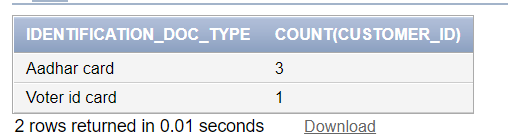 IDENTIFICATION_DOC_TYPE COUNT(CUSTOMER_ID)
Aadhar card 3
Voter id card 1
2 rows returned in 0.01 seconds Download